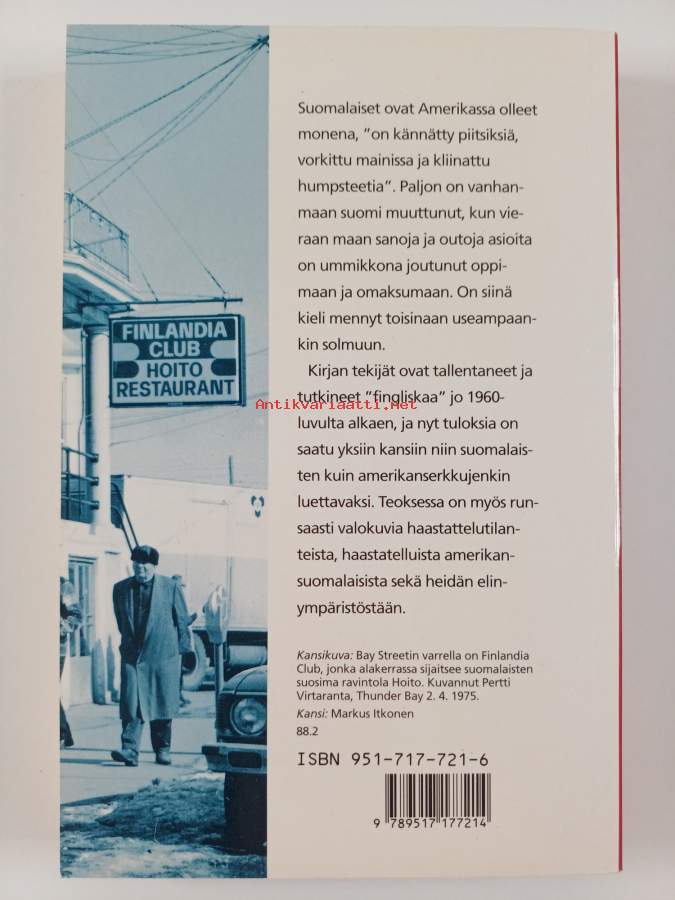 FINLANDIA
CLUB
HOITO
RESTAURANT
Suomalaiset ovat Amerikassa olleet
monena, ”on kännätty piitsiksiä,
vorkittu mainissa ja kliinattu
humpsteetia”. Paljon on vanhan-
maan suomi muuttunut, kun vie-
raan maan sanoja ja outoja asioita
on ummikkona joutunut oppi-
maan ja omaksumaan. On siinä
kieli mennyt toisinaan useampaan-
kin solmuun.
Kirjan tekijät ovat tallentaneet ja
tutkineet ”fingliskaa” jo 1960-
luvulta alkaen, ja nyt tuloksia on
saatu yksiin kansiin niin suomalais-
ten kuin amerikanserkkujenkin
luettavaksi. Teoksessa on myös run-
saasti valokuvia haastattelutilan-
teista, haastatelluista amerikan-
suomalaisista sekä heidän elin-
ympäristöstään.
Antikvariaatti.net
Kansikuva: Bay Streetin varrella on Finlandia
Club, jonka alakerrassa sijaitsee suomalaisten
suosima ravintola Hoito. Kuvannut Pertti
Virtaranta, Thunder Bay 2. 4. 1975.
Kansi: Markus Itkonen
88.2
ISBN 951-717-721-6
9 789517 177214